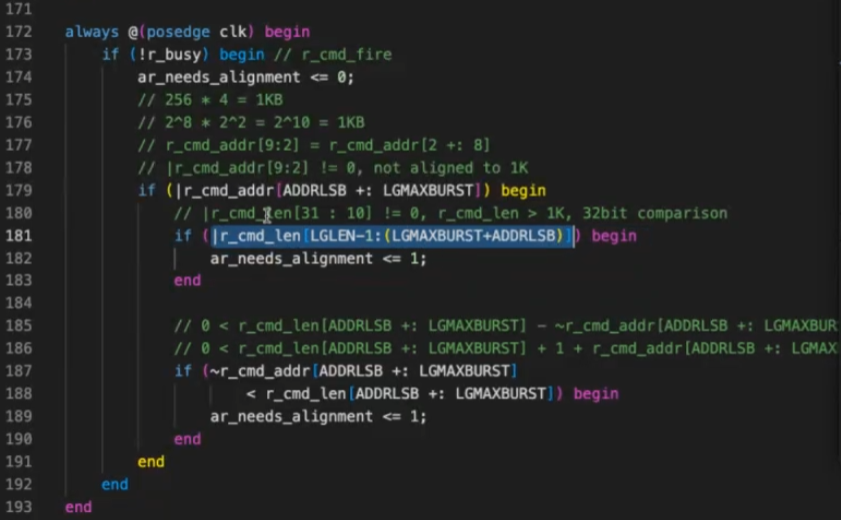 171
172 always @(posedge clk) begin
173 if (!r_busy) begin // r_cmd_fire
174 ar_needs_alignment <= 0;
175 // 256 * 4 = 1KB
176 // 2^8 * 2^2 = 2^10 = 1KB
177 // r_cmd_addr[9:2] = r_cmd_addr[2 +: 8]
178 // |r_cmd_addr[9:2] != 0, not aligned to 1K
179 if (|r_cmd_addr[ADDRLSB +: LGMAXBURST]) begin
180 // |r_cmd_len[31 : 10] != 0, r_cmd_len > 1K, 32bit comparison
181 if (|r_cmd_len[LGLEN-1:(LGMAXBURST+ADDRLSB)]) begin
182 ar_needs_alignment <= 1;
183 end
184
185 // 0 < r_cmd_len[ADDRLSB +: LGMAXBURST] - ~r_cmd_addr[ADDRLSB +: LGMAXBUR
186 // 0 < r_cmd_len[ADDRLSB +: LGMAXBURST] + 1 + r_cmd_addr[ADDRLSB +: LGMAX
187 if (~r_cmd_addr[ADDRLSB +: LGMAXBURST]
188 < r_cmd_len[ADDRLSB +: LGMAXBURST]) begin
189 ar_needs_alignment <= 1;
190 end
191 end
192 end
193 end